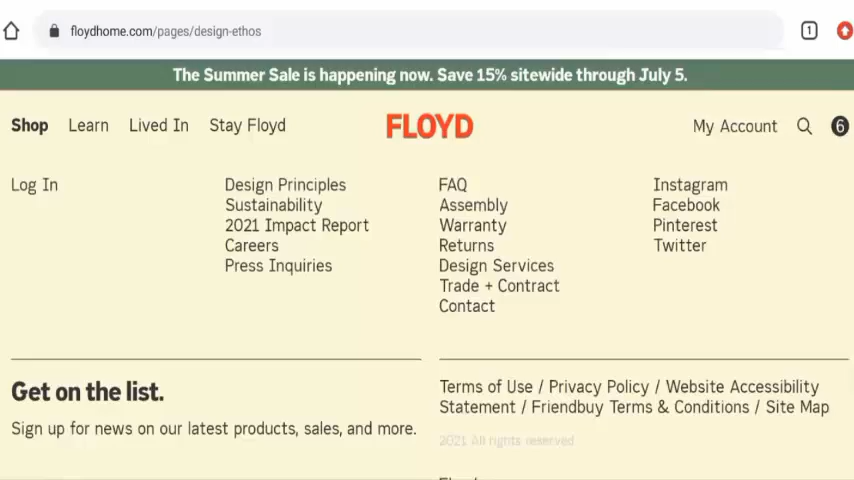 floydhome.com/pages/design-ethos
1
The Summer Sale is happening now. Save 15% sitewide through July 5.
Shop Learn Lived In Stay Floyd FLOYD My Account 6
Log In
Design Principles
Sustainability
2021 Impact Report
Careers
Press Inquiries
FAQ
Assembly
Warranty
Returns
Design Services
Trade + Contract
Contact
Instagram
Facebook
Pinterest
Twitter
Get on the list.
Sign up for news on our latest products, sales, and more.
Terms of Use / Privacy Policy / Website Accessibility
Statement / Friendbuy Terms & Conditions / Site Map
2021 All rights reserved